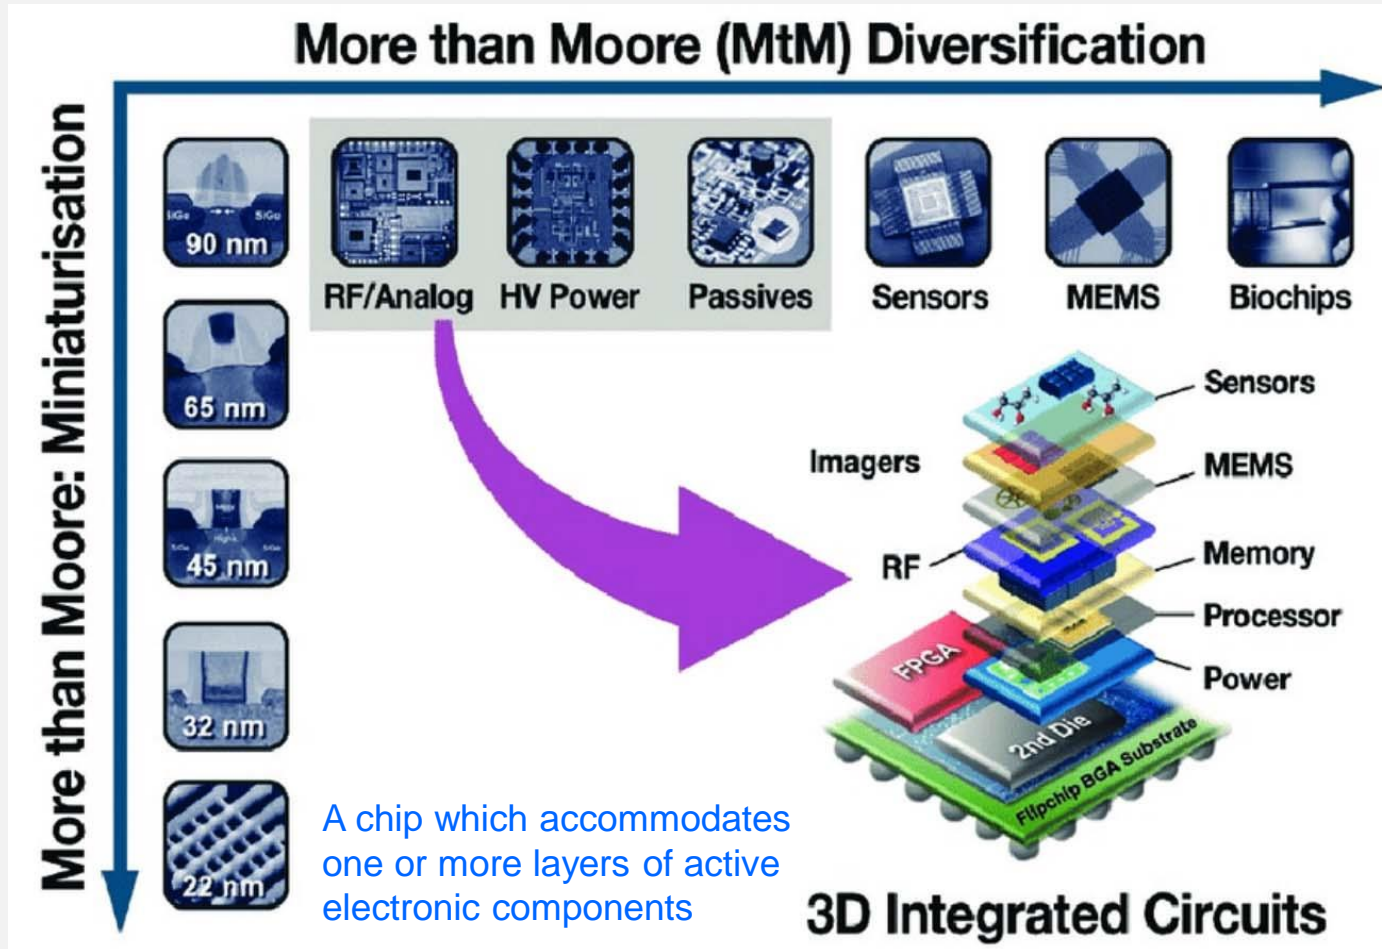 More than Moore (MtM) Diversification
More than Moore: Miniaturisation
SiGe SiGe
90 nm
RF/Analog
HV Power
Passives
Sensors
MEMS
Biochips
65 nm
45 nm
32 nm
22 nm
Sensors
Imagers
MEMS
RF
Memory
Processor
Power
FPGA
2nd Die
Flipchip BGA Substrate
A chip which accommodates
one or more layers of active
electronic components
3D Integrated Circuits